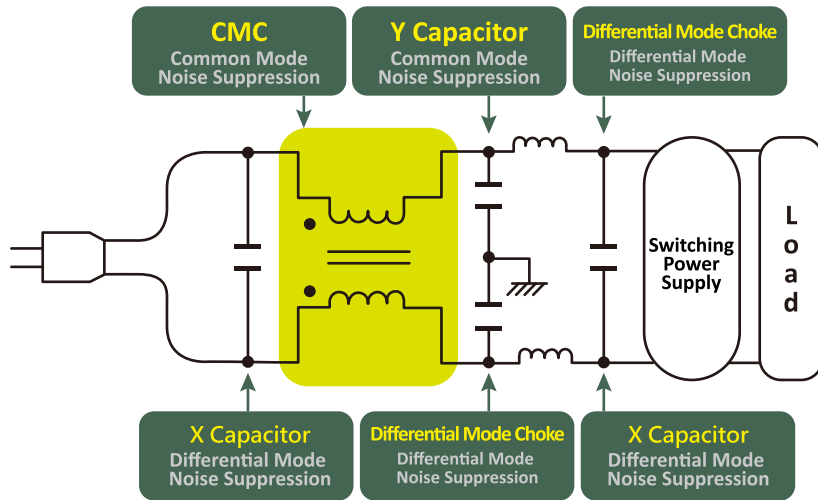 CMC
Common Mode
Noise Suppression
Y Capacitor
Common Mode
Noise Suppression
Differential Mode Choke
Differential Mode
Noise Suppression
Switching
Power
Supply
Load
X Capacitor
Differential Mode
Noise Suppression
Differential Mode Choke
Differential Mode
Noise Suppression
X Capacitor
Differential Mode
Noise Suppression